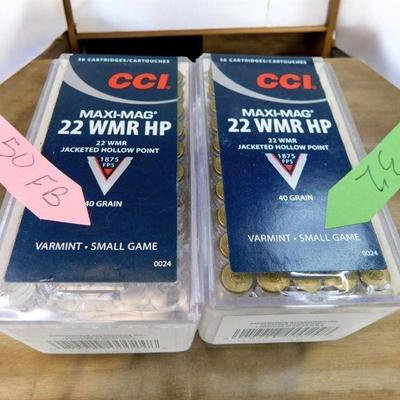 50 CARTRIDGES/CARTOUCHES
CCI
MAXI-MAG®
22 WMR HP
22 WMR
JACKETED HOLLOW POINT
1875
FPS
40 GRAIN
VARMINT • SMALL GAME
0024
50 FB
50 CARTRIDGES/CARTOUCHES
CCI
MAXI-MAG®
22 WMR HP
22 WMR
JACKETED HOLLOW POINT
1875
FPS
40 GRAIN
VARMINT • SMALL GAME
0024